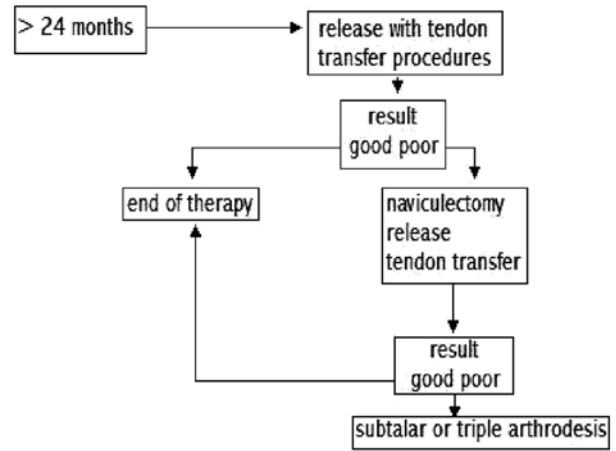 > 24 months
release with tendon
transfer procedures
result
good poor
end of therapy
naviculectomy
release
tendon transfer
result
good poor
subtalar or triple arthrodesis